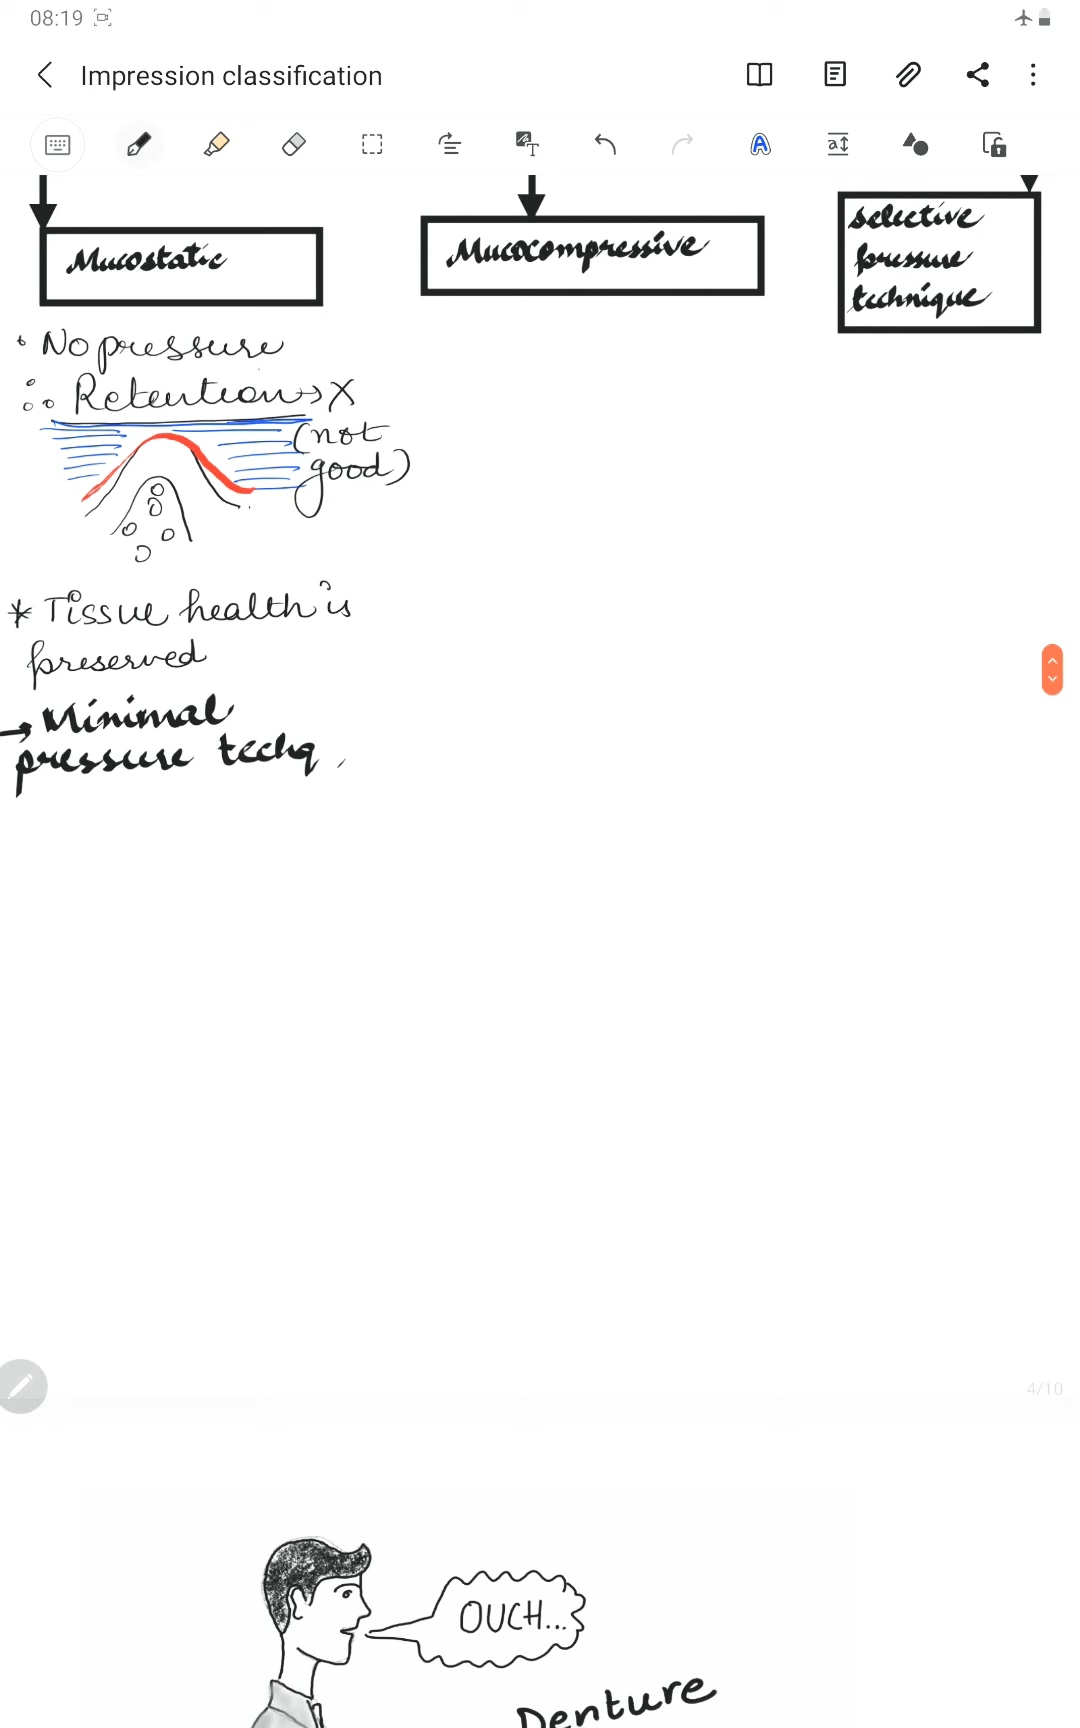 08:19
Impression classification
Mucostatic
Mucocompressive
selective
pressure
technique
• No pressure
∴ Retention → X
(not
good)
* Tissue health is
preserved
→ Minimal
pressure techq.
4/10
OUCH...
Denture